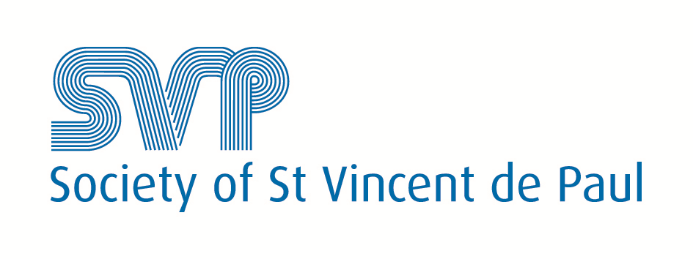 SVP
Society of St Vincent de Paul